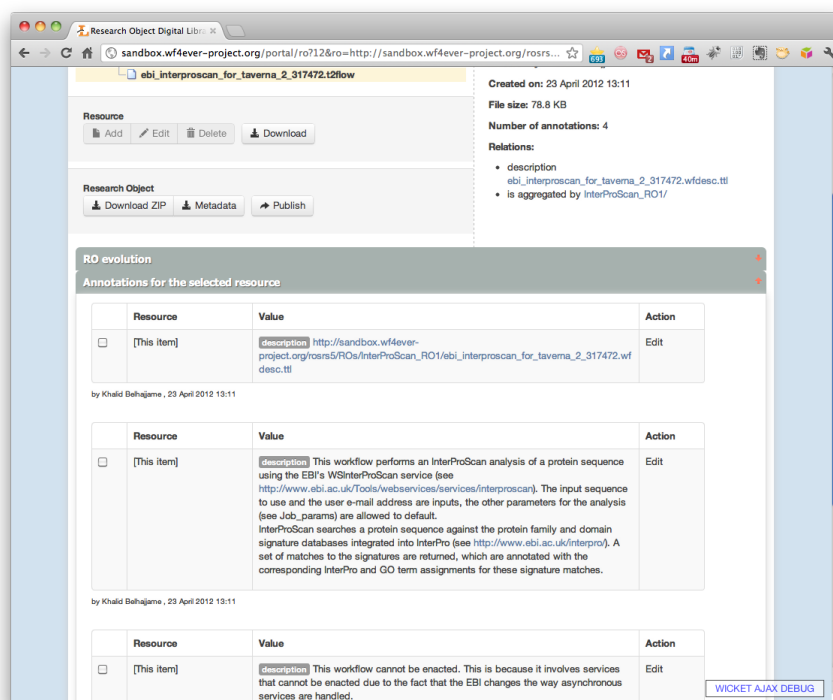 Research Object Digital Libra
sandbox.wf4ever-project.org/portal/ro?12&ro=http://sandbox.wf4ever-project.org/rosrs...
693
2
40m
ebi_interproscan_for_taverna_2_317472.t2flow
Created on: 23 April 2012 13:11
File size: 78.8 KB
Number of annotations: 4
Relations:
description
ebi_interproscan_for_taverna_2_317472.wfdesc.ttl
is aggregated by InterProScan_RO1/
Resource
Add Edit Delete Download
Research Object
Download ZIP Metadata Publish
RO evolution
Annotations for the selected resource
Resource Value Action
[This item] description http://sandbox.wf4ever- Edit
project.org/rosrs5/ROs/InterProScan_RO1/ebi_interproscan_for_taverna_2_317472.wf
desc.ttl
by Khalid Belhajjame , 23 April 2012 13:11
Resource Value Action
[This item] description This workflow performs an InterProScan analysis of a protein sequence Edit
using the EBI's WSInterProScan service (see
http://www.ebi.ac.uk/Tools/webservices/services/interproscan). The input sequence
to use and the user e-mail address are inputs, the other parameters for the analysis
(see Job_params) are allowed to default.
InterProScan searches a protein sequence against the protein family and domain
signature databases integrated into InterPro (see http://www.ebi.ac.uk/interpro/). A
set of matches to the signatures are returned, which are annotated with the
corresponding InterPro and GO term assignments for these signature matches.
by Khalid Belhajjame , 23 April 2012 13:11
Resource Value Action
[This item] description This workflow cannot be enacted. This is because it involves services Edit
that cannot be enacted due to the fact that the EBI changes the way asynchronous
services are handled.
WICKET AJAX DEBUG